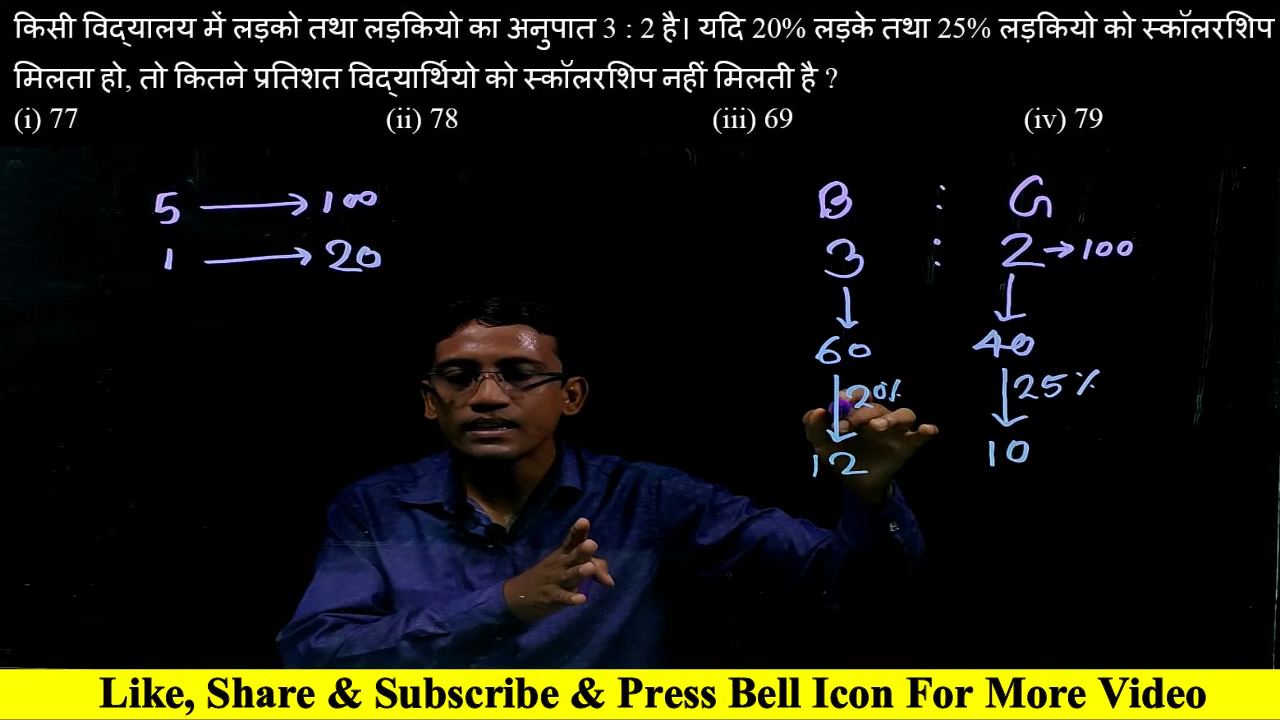 किसी विद्यालय में लड़को तथा लड़कियो का अनुपात 3 : 2 है। यदि 20% लड़के तथा 25% लड़कियो को स्कॉलरशिप
मिलता हो, तो कितने प्रतिशत विद्यार्थियो को स्कॉलरशिप नहीं मिलती है ?
(i) 77 (ii) 78 (iii) 69 (iv) 79
5 → 100 B : G
1 → 20 3 : 2 → 100
60 40
20% 25%
12 10
Like, Share & Subscribe & Press Bell Icon For More Video